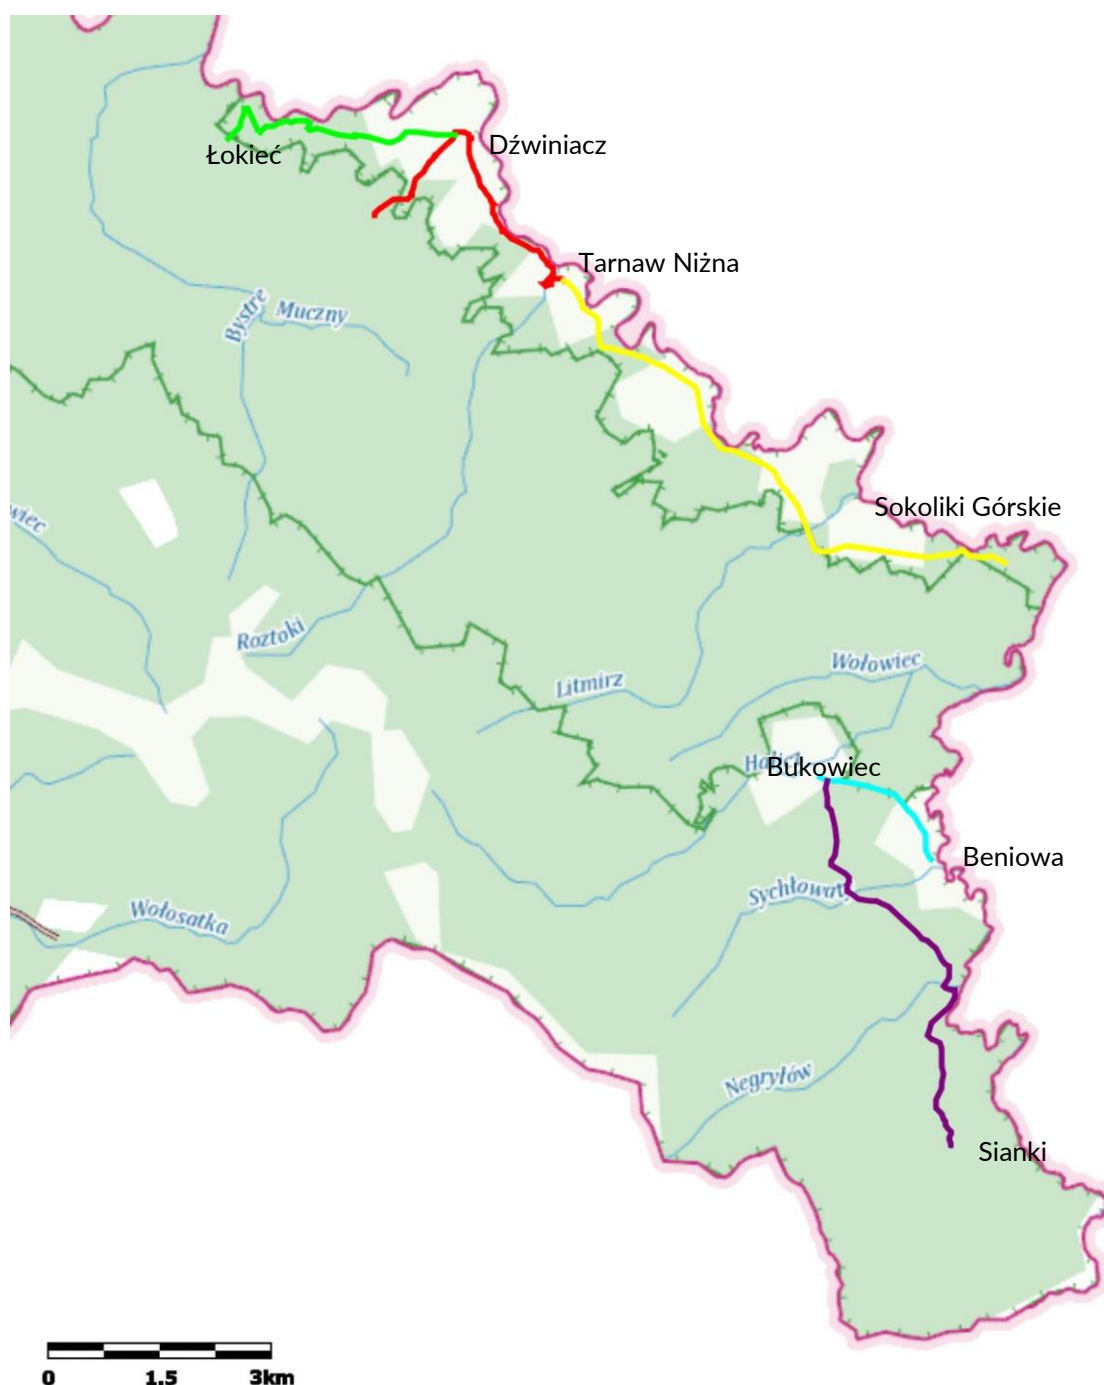 Dźwiniacz
Łokieć
Tarnaw Niżna
Bystre
Muczny
Sokoliki Górskie
wiec
Roztoki
Wołowiec
Litmirz
Bukowiec
Beniowa
Sychłowaty
Wołosatka
Negryłów
Sianki
0 1,5 3km